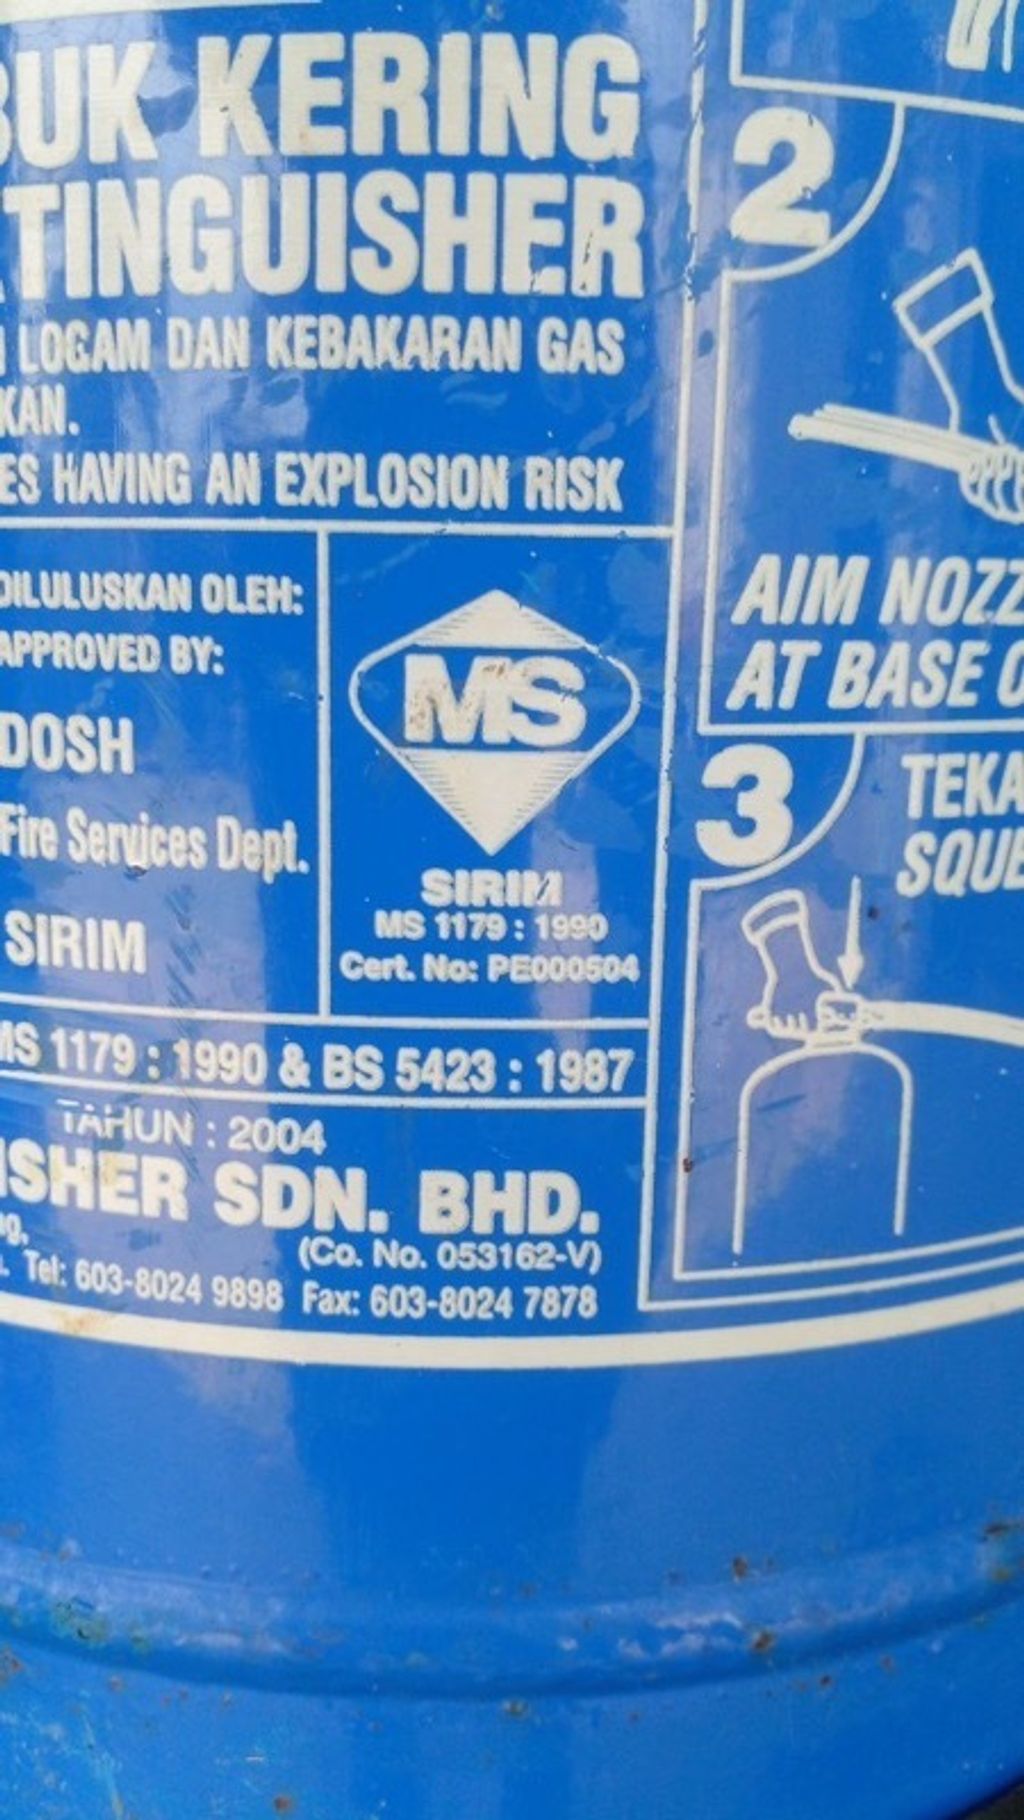 BUK KERING
TINGUISHER
LOGAM DAN KEBAKARAN GAS
KAN.
ES HAVING AN EXPLOSION RISK
DILULUSKAN OLEH:
APPROVED BY:
DOSH
Fire Services Dept.
SIRIM
MS
SIRIM
MS 1179 : 1990
Cert. No: PE000504
MS 1179 : 1990 & BS 5423 : 1987
TAHUN : 2004
ISHER SDN. BHD.
(Co. No. 053162-V)
Tel: 603-8024 9898 Fax: 603-8024 7878
2
AIM NOZZ
AT BASE O
3
TEKA
SQUE